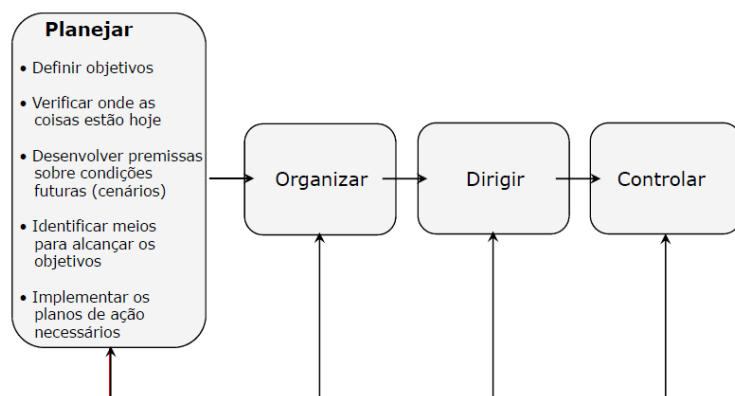 Planejar
• Definir objetivos
• Verificar onde as
coisas estão hoje
• Desenvolver premissas
sobre condições
futuras (cenários)
• Identificar meios
para alcançar os
objetivos
• Implementar os
planos de ação
necessários
Organizar
Dirigir
Controlar